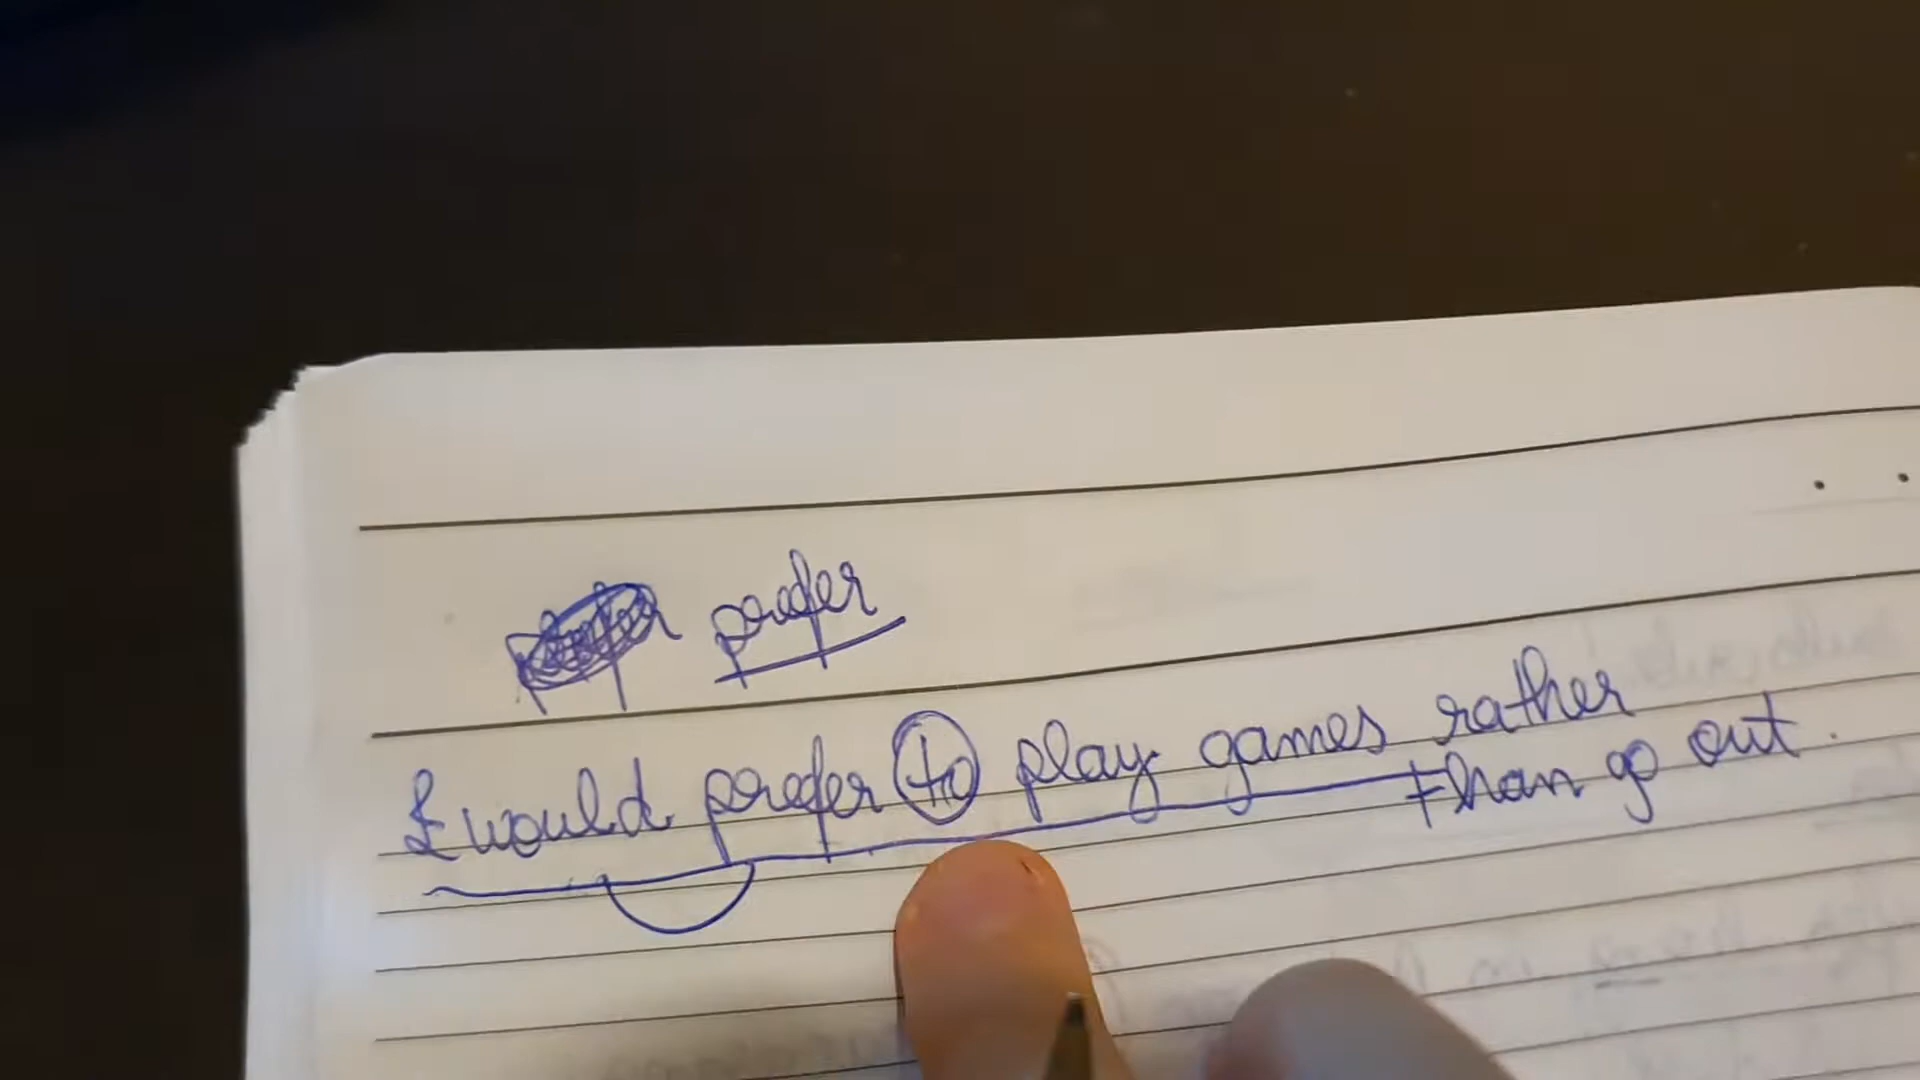 prefer
I would prefer to play games rather
than go out.